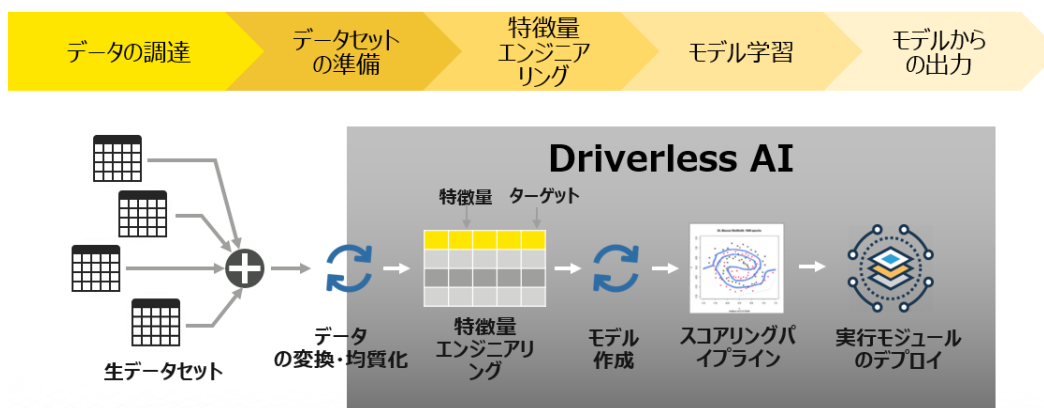 データの調達
データセット
の準備
特徴量
エンジニア
リング
モデル学習
モデルから
の出力
Driverless AI
特徴量
ターゲット
生データセット
データ
の変換・均質化
特徴量
エンジニアリ
ング
モデル
作成
スコアリングパ
イプライン
実行モジュール
のデプロイ